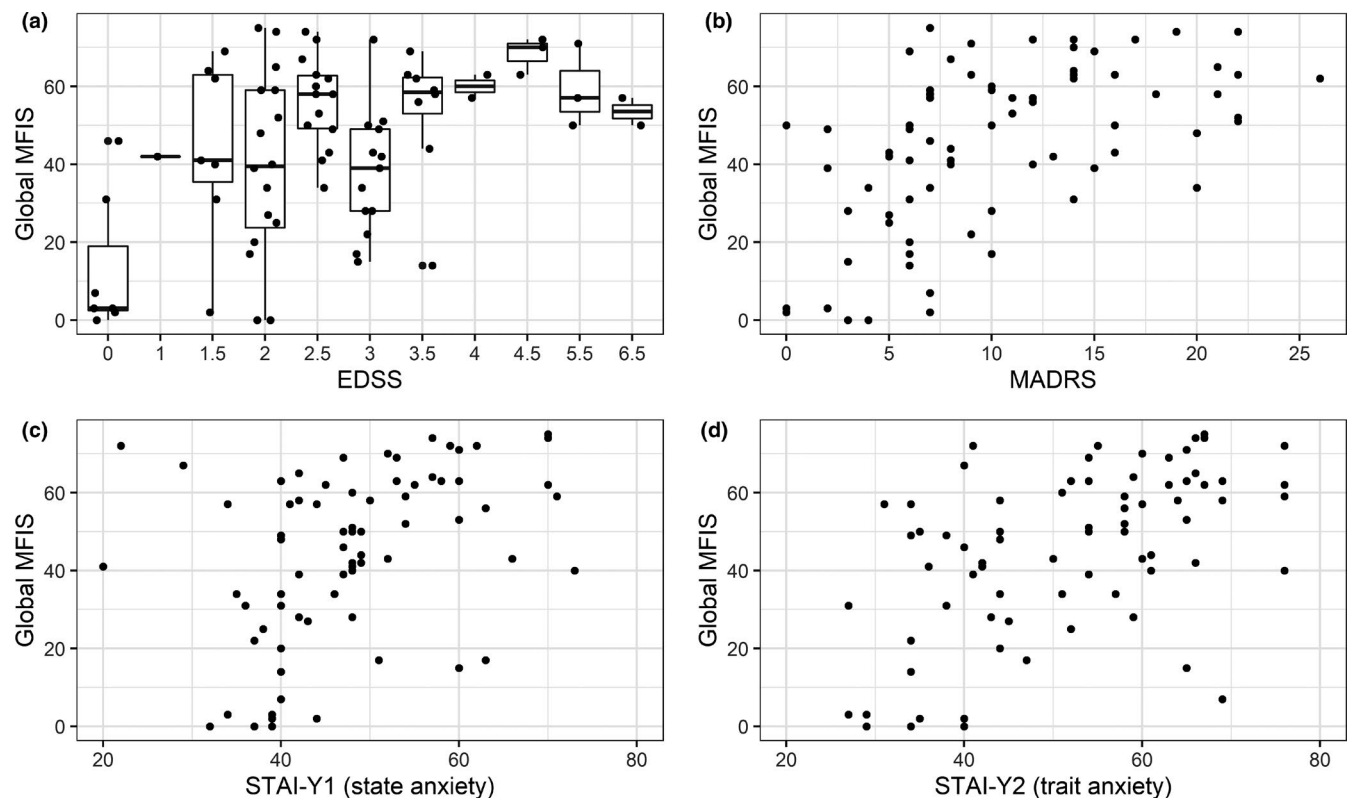 (a)
Global MFIS
60
40
20
0
0 1 1.5 2 2.5 3 3.5 4 4.5 5.5 6.5
EDSS
(b)
Global MFIS
60
40
20
0
0 5 10 15 20 25
MADRS
(c)
Global MFIS
60
40
20
0
20 40 60 80
STAI-Y1 (state anxiety)
(d)
Global MFIS
60
40
20
0
20 40 60 80
STAI-Y2 (trait anxiety)